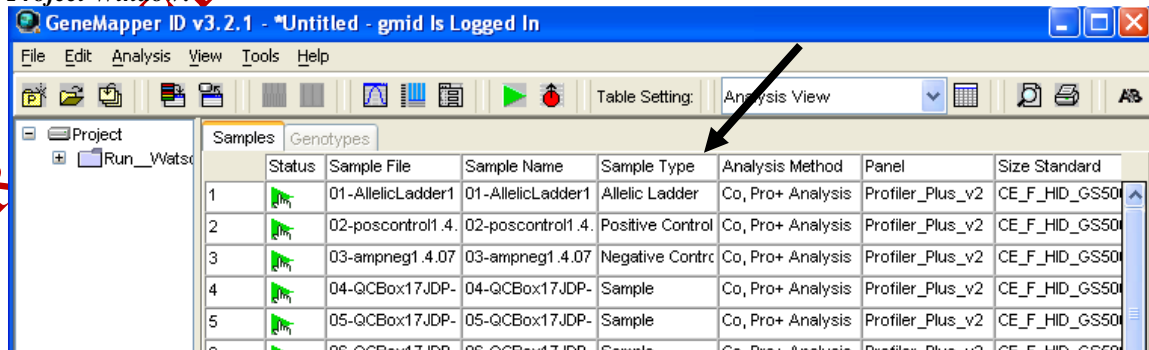 GeneMapper ID v3.2.1 - *Untitled - gmid Is Logged In
File Edit Analysis View Tools Help
Table Setting: Analysis View
Project
Run__Wats
Samples Genotypes
Status Sample File Sample Name Sample Type Analysis Method Panel Size Standard
1 01-AllelicLadder1 01-AllelicLadder1 Allelic Ladder Co, Pro+ Analysis Profiler_Plus_v2 CE_F_HID_GS50
2 02-poscontrol1.4. 02-poscontrol1.4. Positive Control Co, Pro+ Analysis Profiler_Plus_v2 CE_F_HID_GS50
3 03-ampneg1.4.07 03-ampneg1.4.07 Negative Contrc Co, Pro+ Analysis Profiler_Plus_v2 CE_F_HID_GS50
4 04-QCBox17JDP- 04-QCBox17JDP- Sample Co, Pro+ Analysis Profiler_Plus_v2 CE_F_HID_GS50
5 05-QCBox17JDP- 05-QCBox17JDP- Sample Co, Pro+ Analysis Profiler_Plus_v2 CE_F_HID_GS50